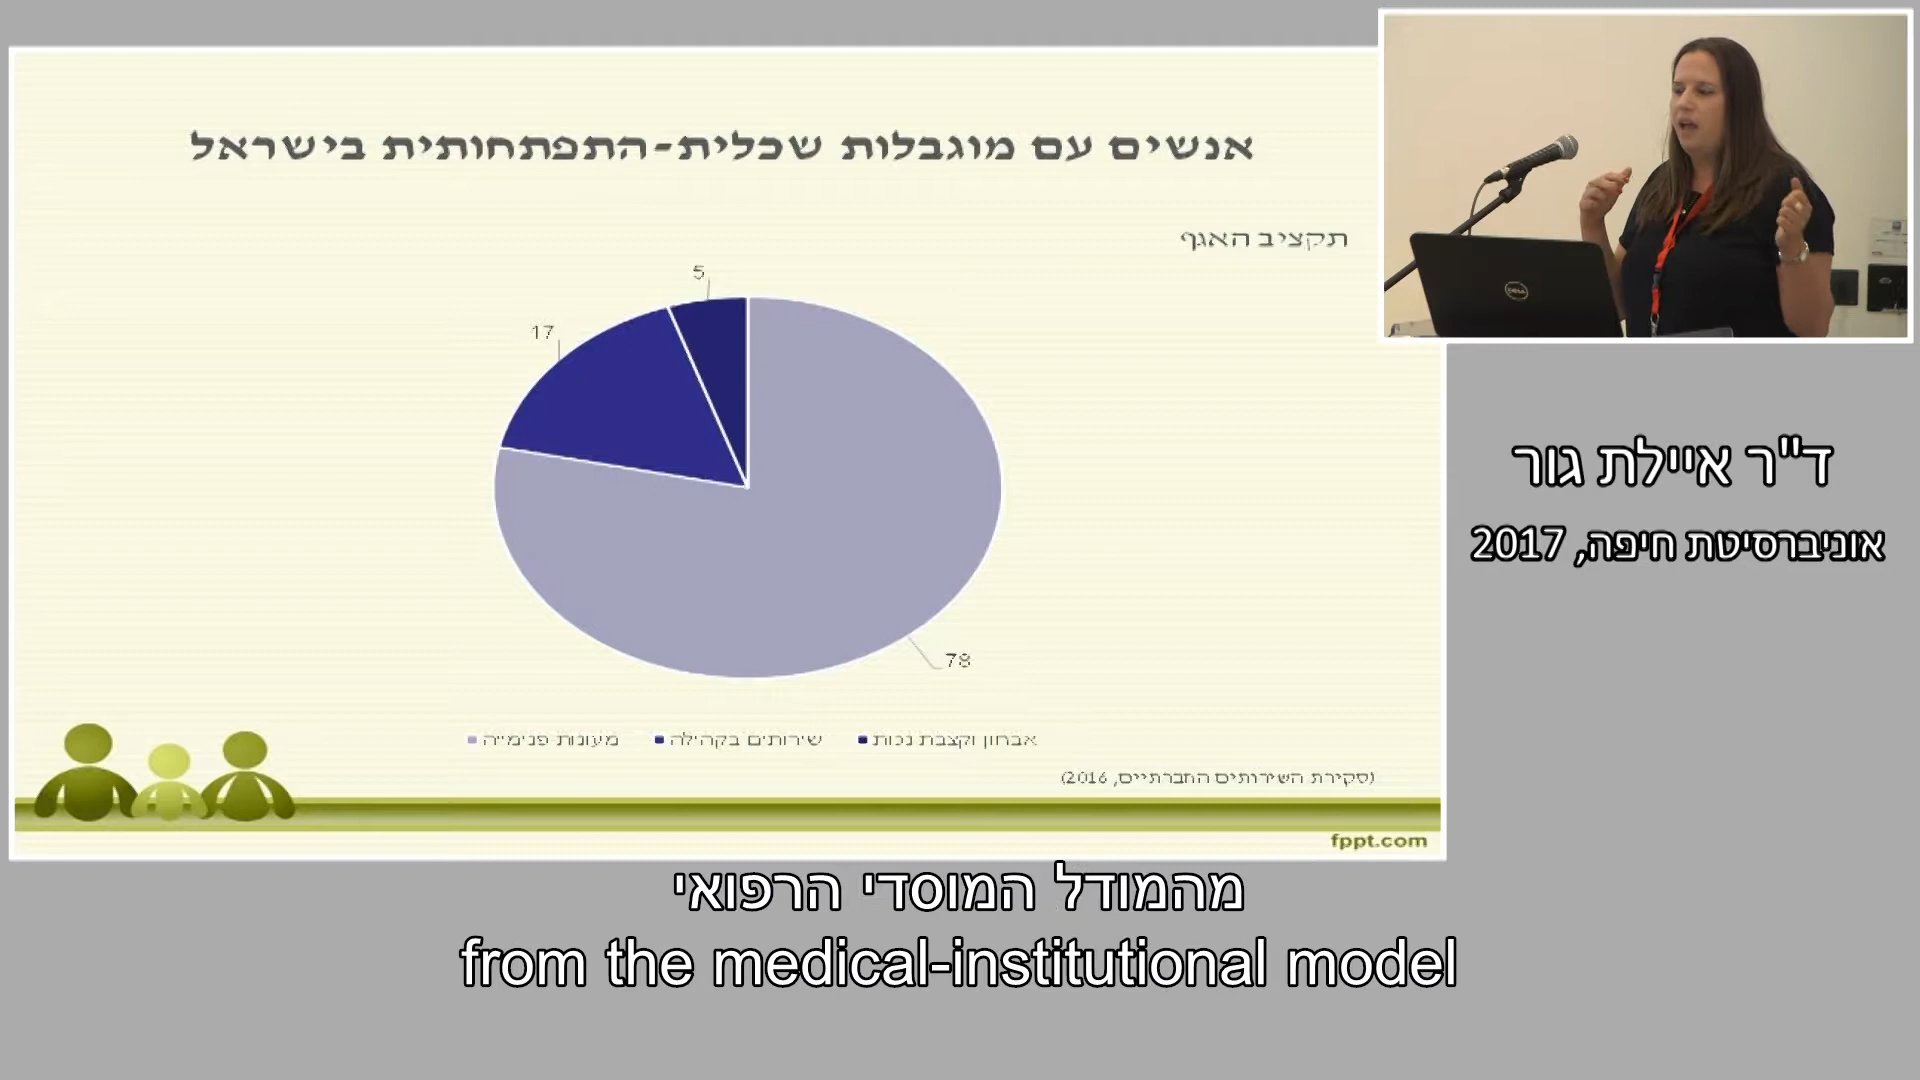 אנשים עם מוגבלות שכלית-התפתחותית בישראל
תקציב האגף
5
17
78
מעונות פנימייה
שירותים בקהילה
אבחון וקצבת נכות
(סקירת השירותים החברתיים, 2016)
fppt.com
ד"ר איילת גור
אוניברסיטת חיפה, 2017
מהמודל המוסדי הרפואי
from the medical-institutional model